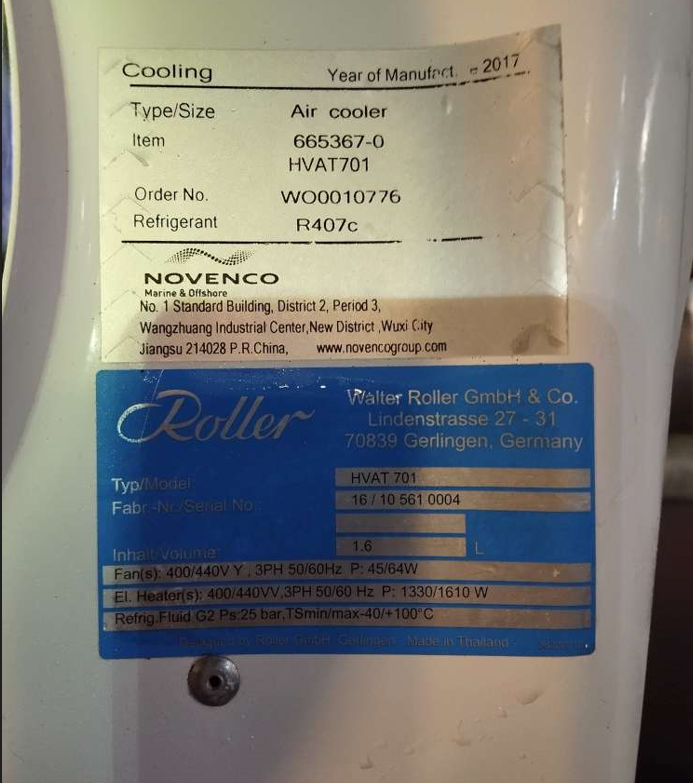 Cooling Year of Manufact. 2017
Type/Size Air cooler
Item 665367-0
HVAT701
Order No. WO0010776
Refrigerant R407c
NOVENCO
Marine & Offshore
No. 1 Standard Building, District 2, Period 3,
Wangzhuang Industrial Center,New District ,Wuxi City
Jiangsu 214028 P.R.China, www.novencogroup.com
Roller
Walter Roller GmbH & Co.
Lindenstrasse 27 - 31
70839 Gerlingen, Germany
Typ/Model: HVAT 701
Fabr.-Nr./Serial No.: 16 / 10 561 0004
Inhalt/Volume: 1.6 L
Fan(s): 400/440V Y , 3PH 50/60Hz P: 45/64W
El. Heater(s): 400/440VV,3PH 50/60 Hz P: 1330/1610 W
Refrig.Fluid G2 Ps:25 bar,TSmin/max-40/+100°C
Designed by Roller GmbH, Gerlingen - Made in Thailand -